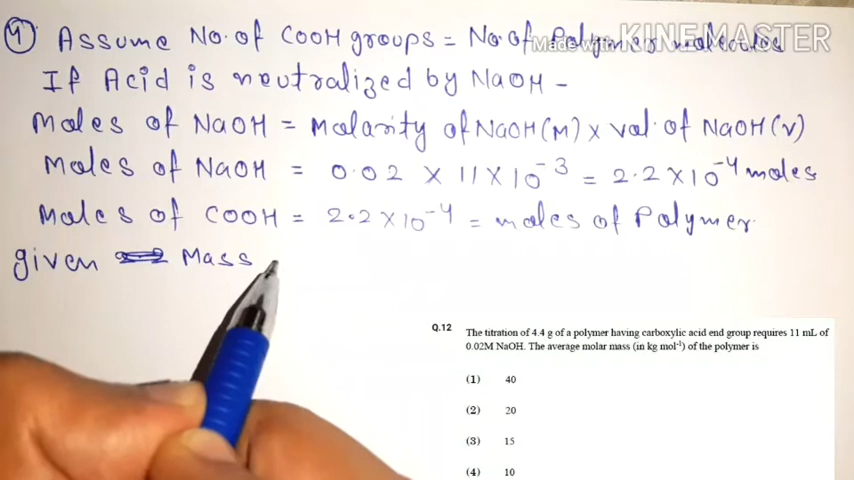 4) Assume No. of COOH groups = No. of Polymer molecules
Made with KINEMASTER
If Acid is neutralized by NaOH -
Moles of NaOH = Molarity of NaOH (M) x vol. of NaOH (V)
Moles of NaOH = 0.02 × 11 × 10⁻³ = 2.2 × 10⁻⁴ moles
Moles of COOH = 2.2 × 10⁻⁴ = moles of Polymer.
given Mass
Q.12 The titration of 4.4 g of a polymer having carboxylic acid end group requires 11 mL of
0.02M NaOH. The average molar mass (in kg mol⁻¹) of the polymer is
(1) 40
(2) 20
(3) 15
(4) 10